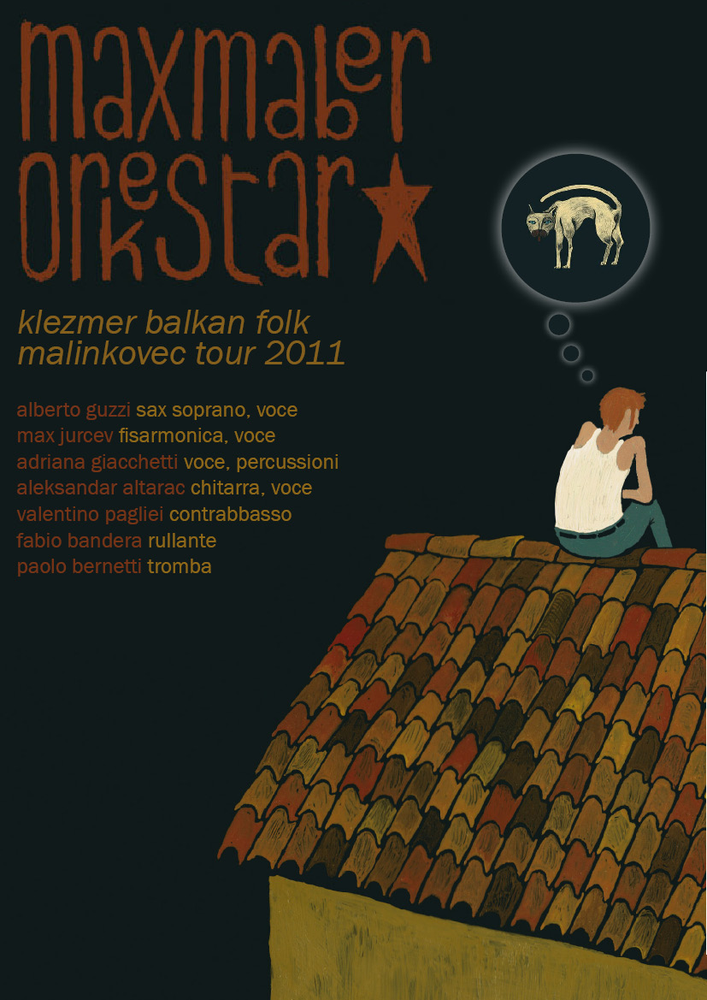 maxmaber
orkestar
klezmer balkan folk
malinkovec tour 2011
alberto guzzi sax soprano, voce
max jurcev fisarmonica, voce
adriana giacchetti voce, percussioni
aleksandar altarac chitarra, voce
valentino pagliei contrabbasso
fabio bandera rullante
paolo bernetti tromba